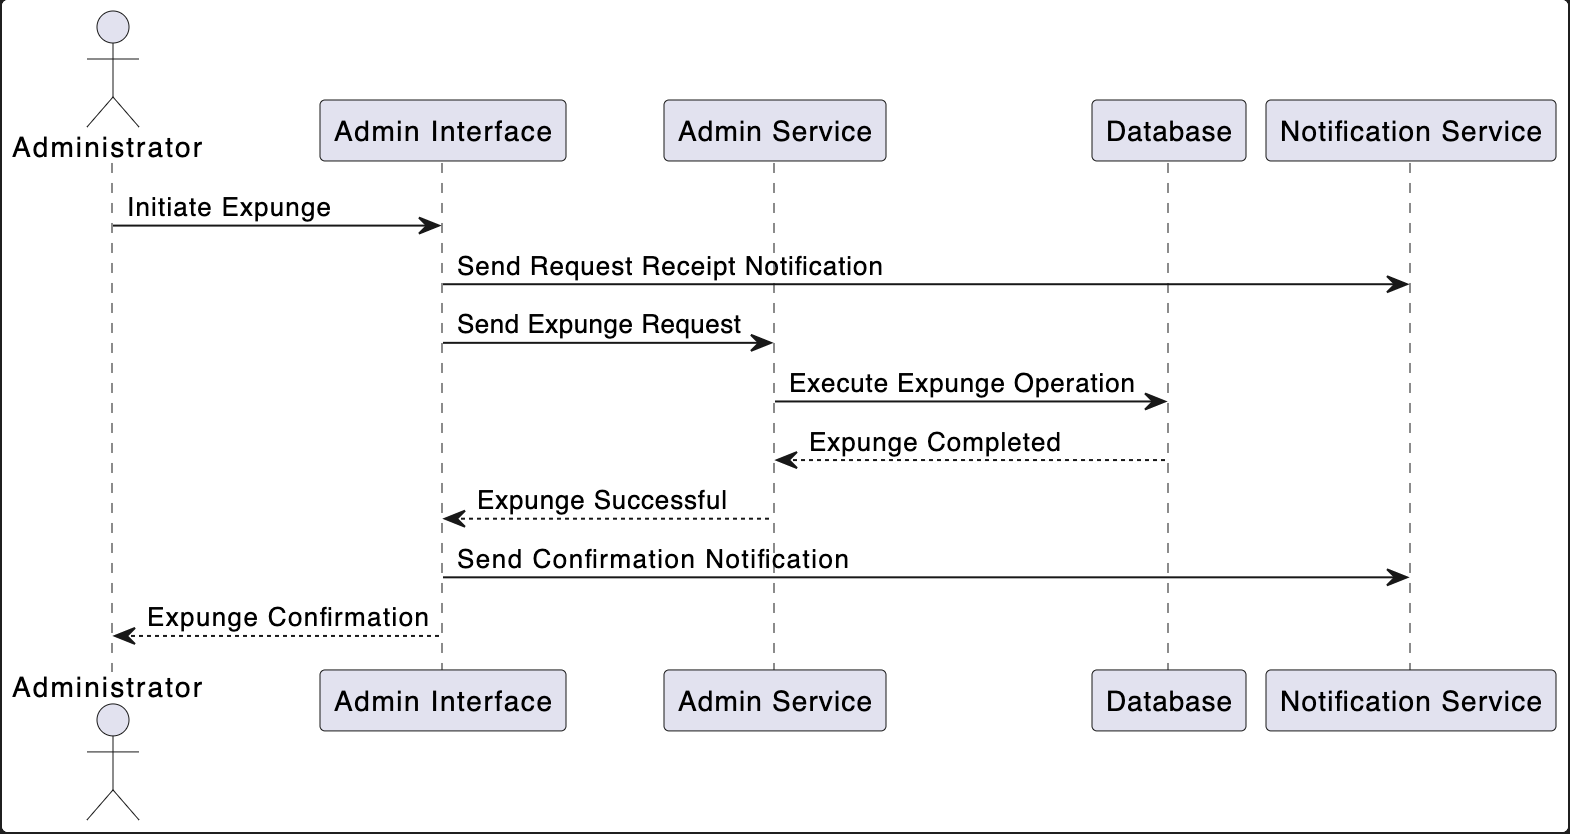 Administrator
Admin Interface
Admin Service
Database
Notification Service
Initiate Expunge
Send Request Receipt Notification
Send Expunge Request
Execute Expunge Operation
Expunge Completed
Expunge Successful
Send Confirmation Notification
Expunge Confirmation
Administrator
Admin Interface
Admin Service
Database
Notification Service